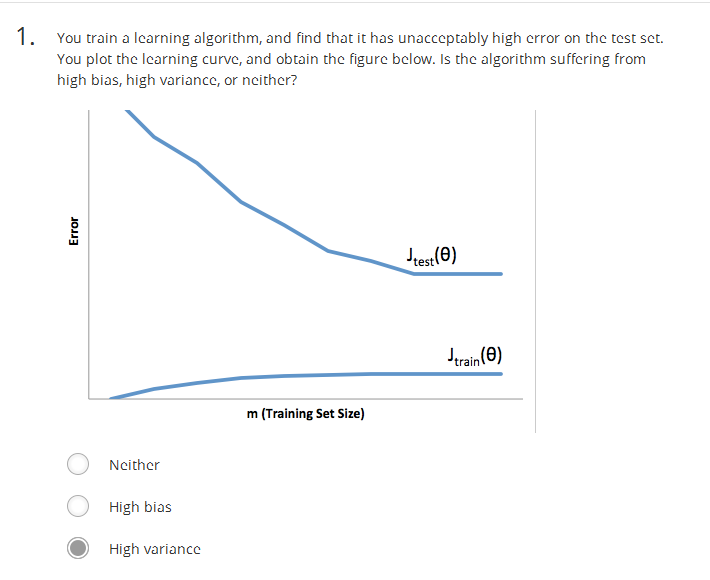 1. You train a learning algorithm, and find that it has unacceptably high error on the test set.
You plot the learning curve, and obtain the figure below. Is the algorithm suffering from
high bias, high variance, or neither?
Error
Jtest(θ)
Jtrain(θ)
m (Training Set Size)
Neither
High bias
High variance